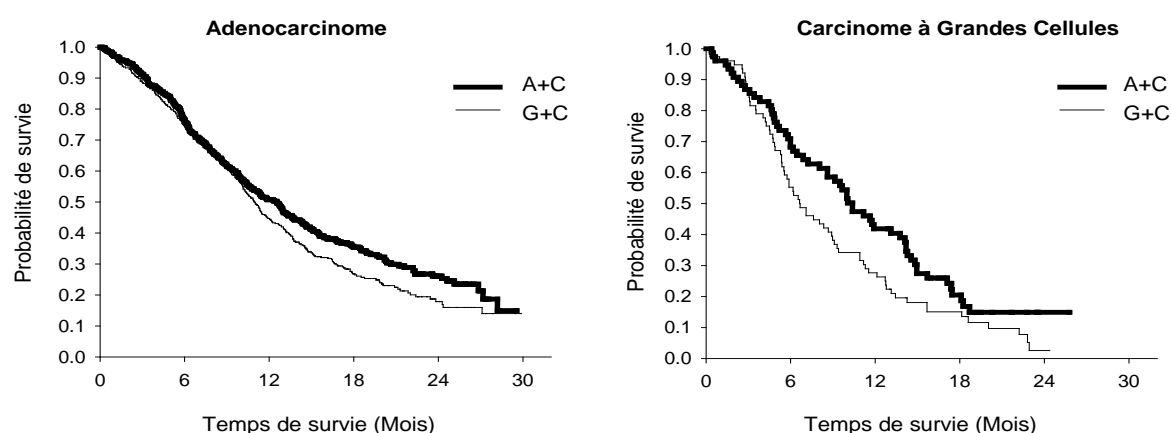 Adenocarcinome
Probabilité de survie
1.0
0.9
0.8
0.7
0.6
0.5
0.4
0.3
0.2
0.1
0.0
0 6 12 18 24 30
Temps de survie (Mois)
A+C
G+C
Carcinome à Grandes Cellules
Probabilité de survie
1.0
0.9
0.8
0.7
0.6
0.5
0.4
0.3
0.2
0.1
0.0
0 6 12 18 24 30
Temps de survie (Mois)
A+C
G+C